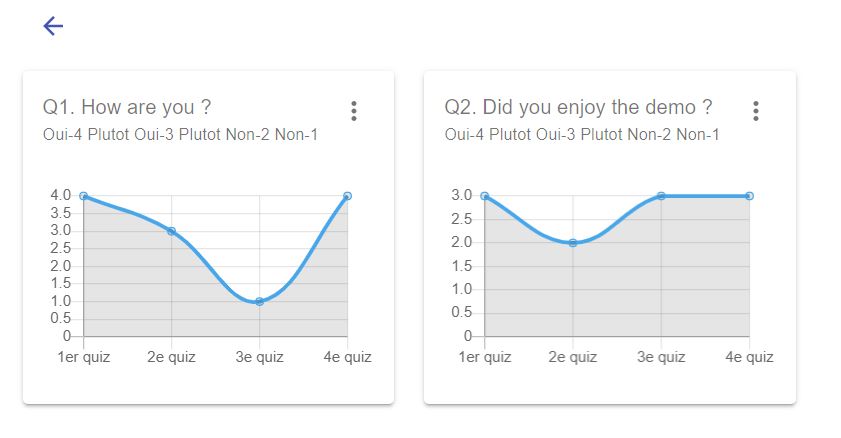 Q1. How are you ?
Oui-4 Plutot Oui-3 Plutot Non-2 Non-1
4.0
3.5
3.0
2.5
2.0
1.5
1.0
0.5
0
1er quiz 2e quiz 3e quiz 4e quiz
Q2. Did you enjoy the demo ?
Oui-4 Plutot Oui-3 Plutot Non-2 Non-1
3.0
2.5
2.0
1.5
1.0
0.5
0
1er quiz 2e quiz 3e quiz 4e quiz